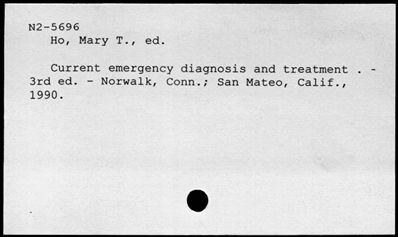 N2-5696
Ho, Mary T., ed.
Current emergency diagnosis and treatment . -
3rd ed. - Norwalk, Conn.; San Mateo, Calif.,
1990.